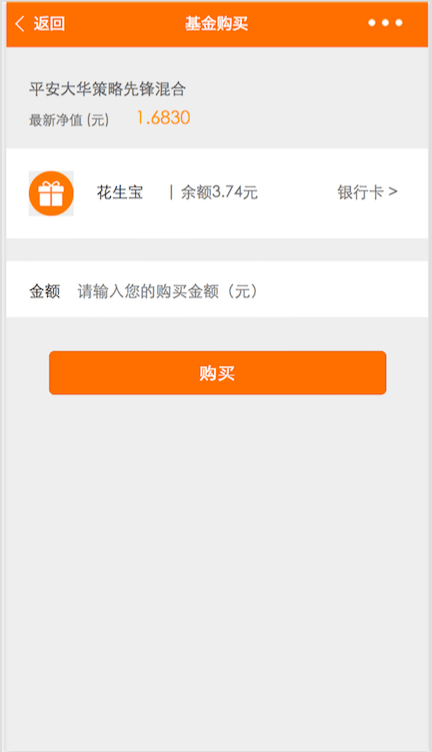 返回 基金购买
平安大华策略先锋混合
最新净值 (元) 1.6830
花生宝 | 余额3.74元 银行卡 >
金额 请输入您的购买金额（元）
购买